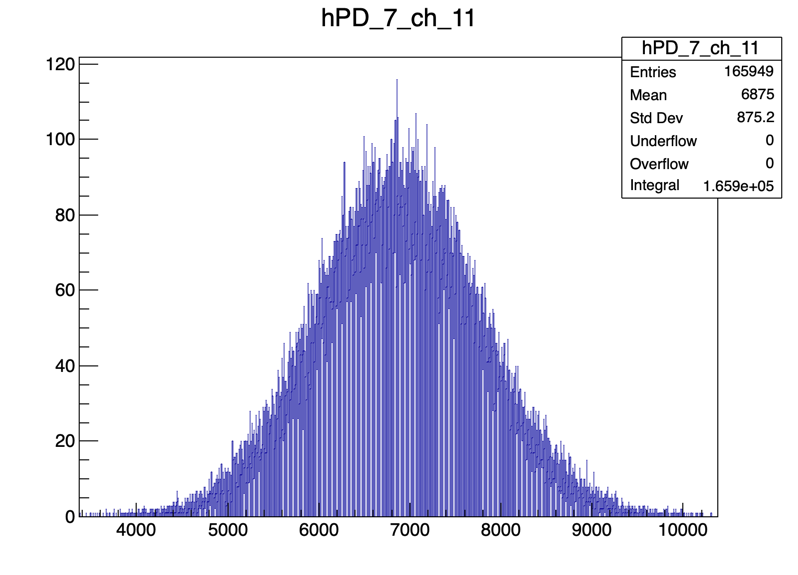 hPD_7_ch_11
hPD_7_ch_11
Entries 165949
Mean 6875
Std Dev 875.2
Underflow 0
Overflow 0
Integral 1.659e+05
120
100
80
60
40
20
0
4000 5000 6000 7000 8000 9000 10000